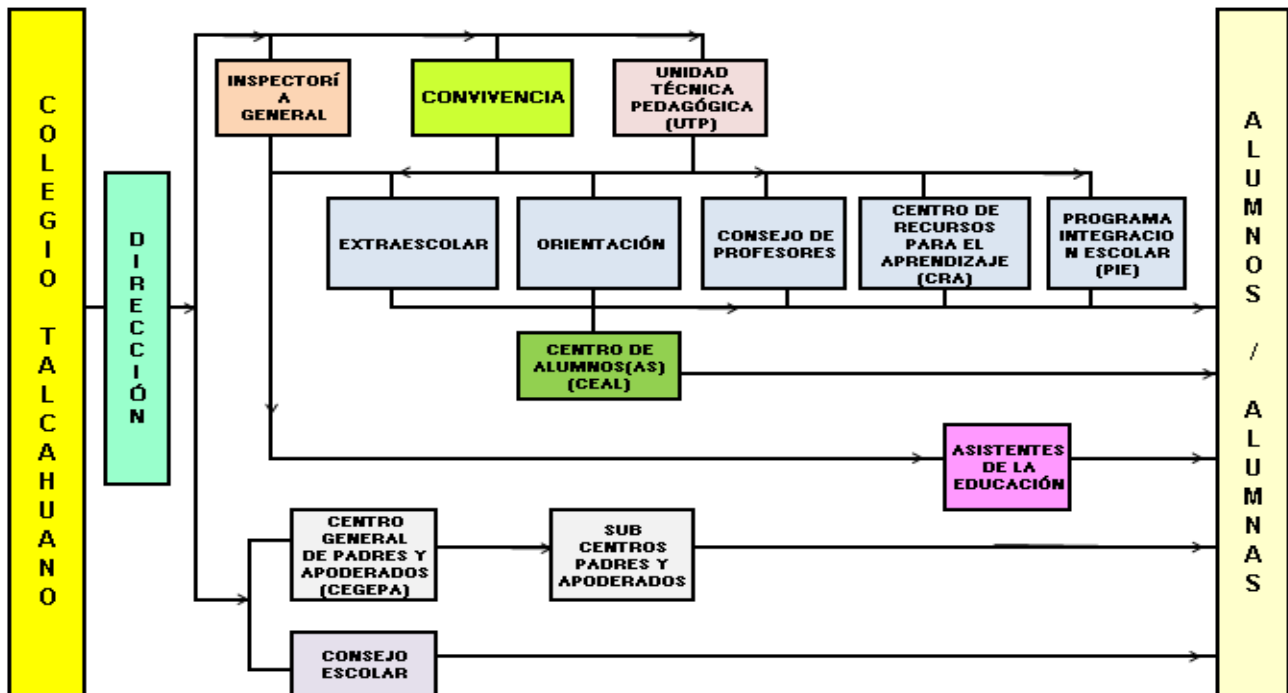 COLEGIO TALCAHUANO
DIRECCIÓN
INSPECTORÍ
A
GENERAL
CONVIVENCIA
UNIDAD
TÉCNICA
PEDAGÓGICA
(UTP)
EXTRAESCOLAR
ORIENTACIÓN
CONSEJO DE
PROFESORES
CENTRO DE
RECURSOS
PARA EL
APRENDIZAJE
(CRA)
PROGRAMA
INTEGRACIO
N ESCOLAR
(PIE)
CENTRO DE
ALUMNOS(AS)
(CEAL)
ASISTENTES
DE LA
EDUCACIÓN
CENTRO
GENERAL
DE PADRES Y
APODERADOS
(CEGEPA)
SUB
CENTROS
PADRES Y
APODERADOS
CONSEJO
ESCOLAR
ALUMNOS / ALUMNAS